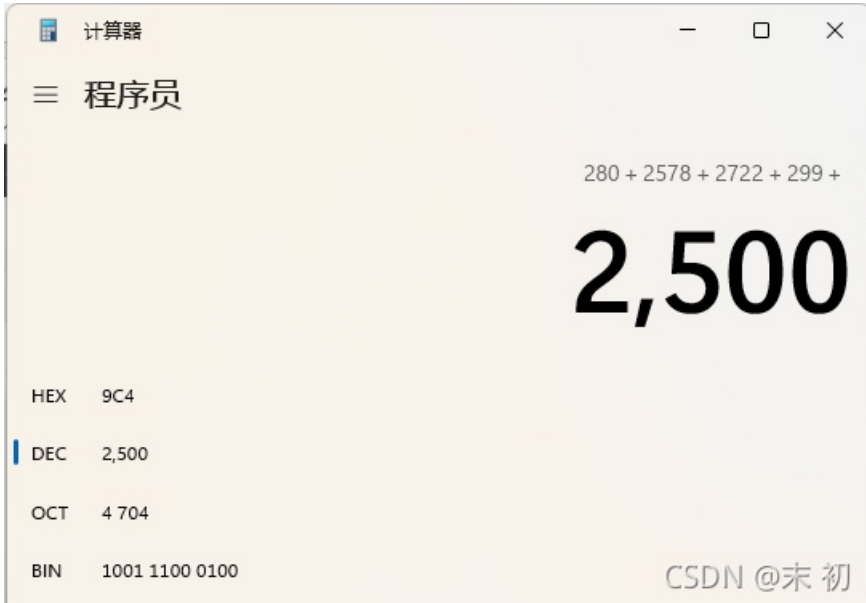 计算器
程序员
280 + 2578 + 2722 + 299 +
2,500
HEX 9C4
DEC 2,500
OCT 4 704
BIN 1001 1100 0100
CSDN @末 初